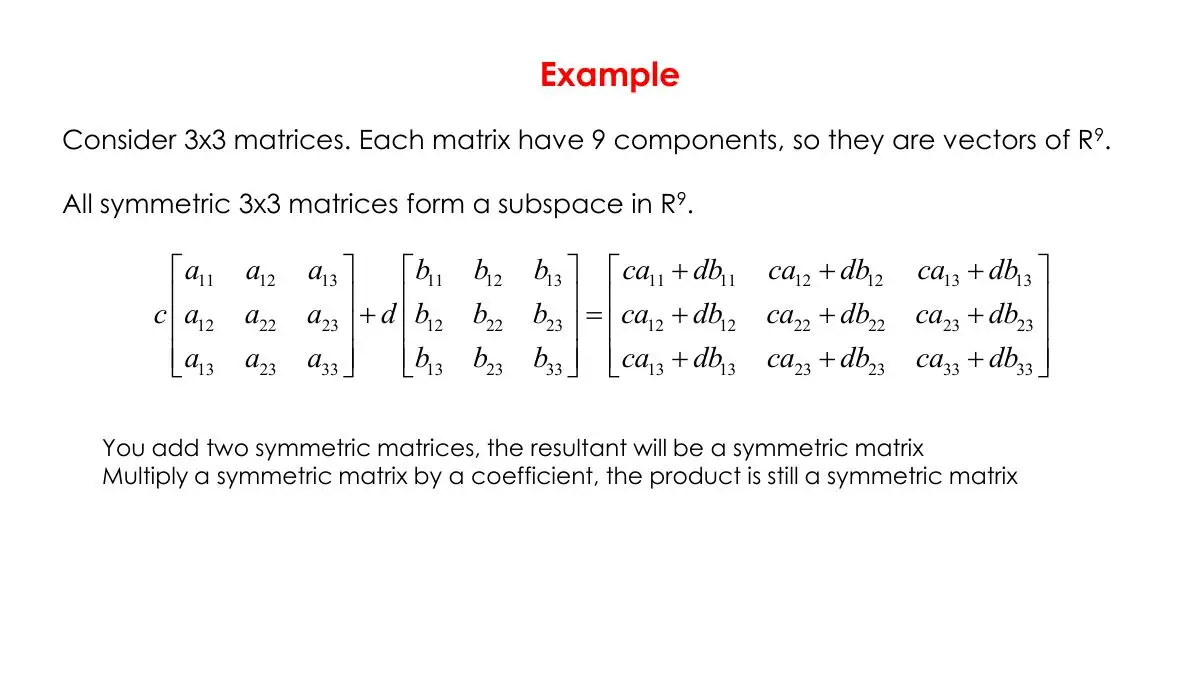 Example
Consider 3x3 matrices. Each matrix have 9 components, so they are vectors of R⁹.
All symmetric 3x3 matrices form a subspace in R⁹.
c[a₁₁ a₁₂ a₁₃] + d[b₁₁ b₁₂ b₁₃] = [ca₁₁ + db₁₁ ca₁₂ + db₁₂ ca₁₃ + db₁₃]
[a₁₂ a₂₂ a₂₃] [b₁₂ b₂₂ b₂₃] [ca₁₂ + db₁₂ ca₂₂ + db₂₂ ca₂₃ + db₂₃]
[a₁₃ a₂₃ a₃₃] [b₁₃ b₂₃ b₃₃] [ca₁₃ + db₁₃ ca₂₃ + db₂₃ ca₃₃ + db₃₃]
You add two symmetric matrices, the resultant will be a symmetric matrix
Multiply a symmetric matrix by a coefficient, the product is still a symmetric matrix